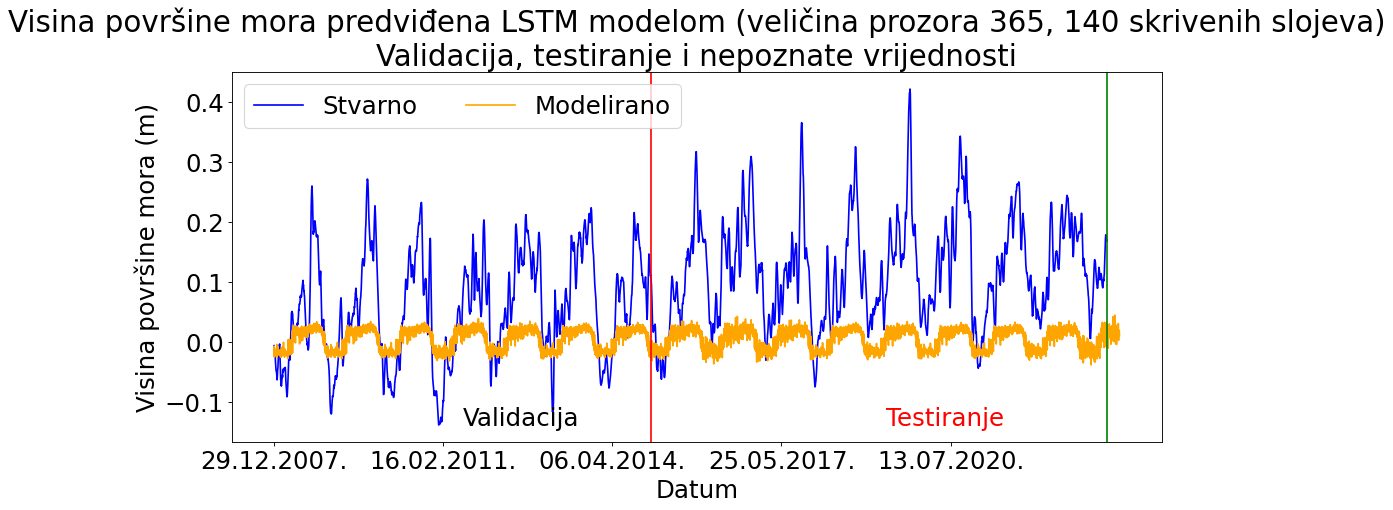 Visina površine mora predviđena LSTM modelom (veličina prozora 365, 140 skrivenih slojeva)
Validacija, testiranje i nepoznate vrijednosti
Stvarno
Modelirano
Visina površine mora (m)
0.4
0.3
0.2
0.1
0.0
−0.1
Validacija
Testiranje
29.12.2007.
16.02.2011.
06.04.2014.
25.05.2017.
13.07.2020.
Datum